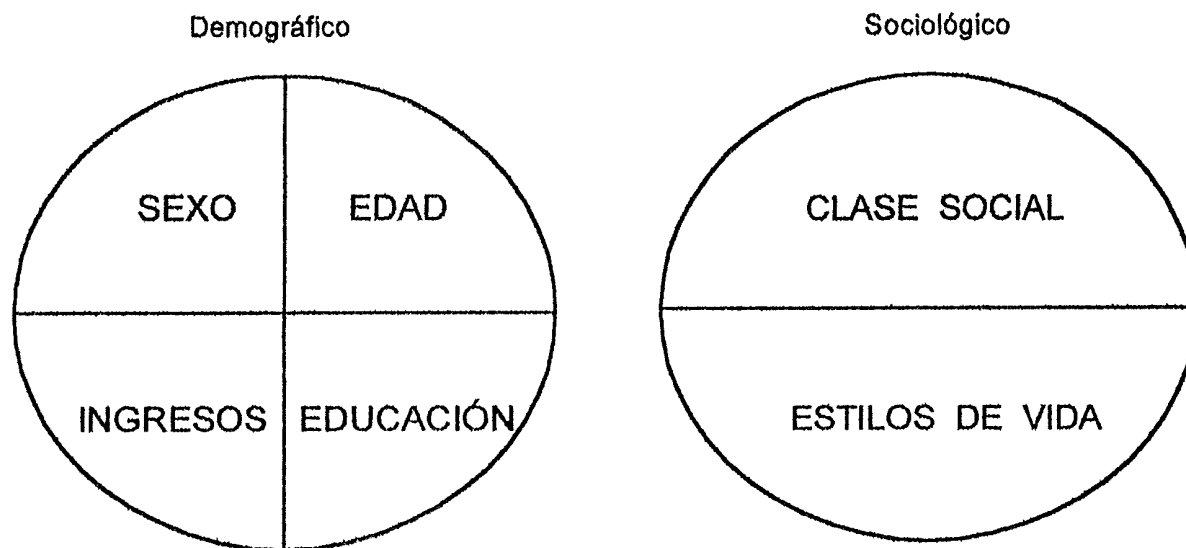 Demográfico
SEXO
EDAD
INGRESOS
EDUCACIÓN
Sociológico
CLASE SOCIAL
ESTILOS DE VIDA